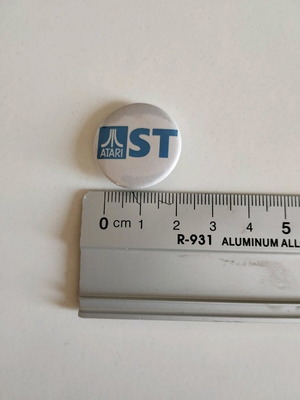 ATARI ST
0 cm 1 2 3 4 5
R-931 ALUMINUM ALL